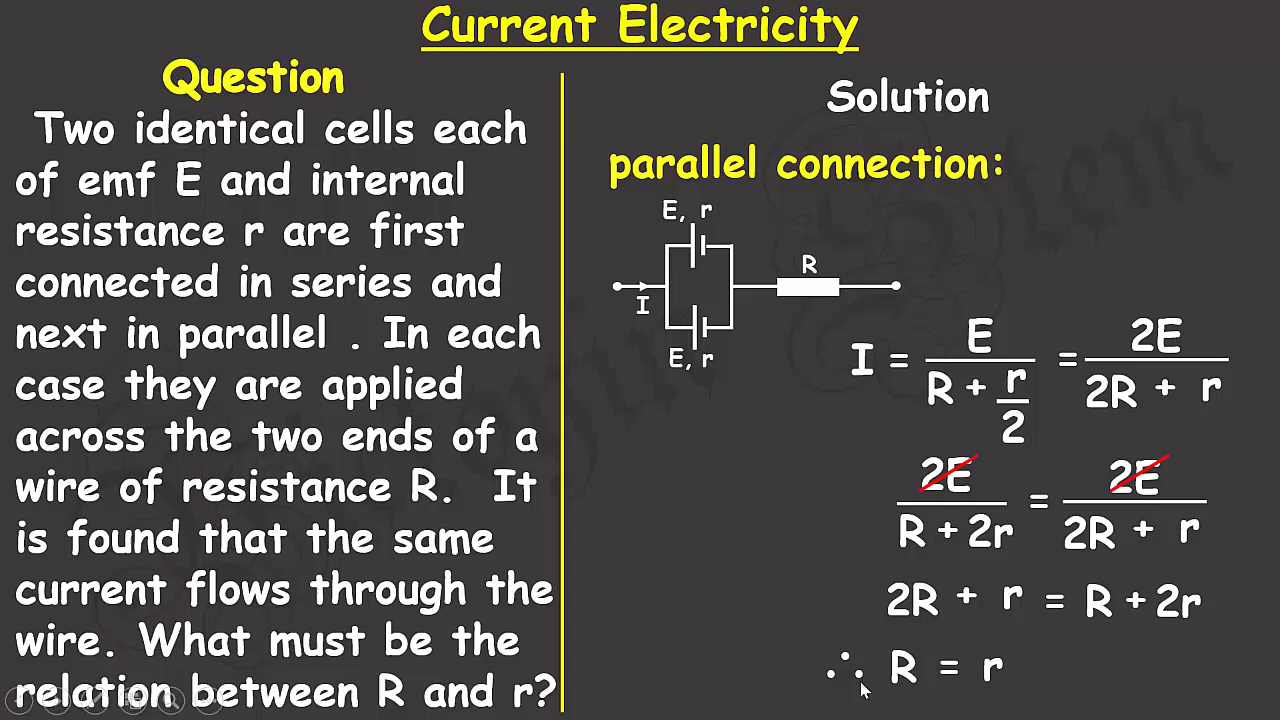 Current Electricity
Question
Two identical cells each
of emf E and internal
resistance r are first
connected in series and
next in parallel . In each
case they are applied
across the two ends of a
wire of resistance R. It
is found that the same
current flows through the
wire. What must be the
relation between R and r?
Solution
parallel connection:
E, r
R
I
E, r
I = E / (R + r/2) = 2E / (2R + r)
2E / (R + 2r) = 2E / (2R + r)
2R + r = R + 2r
∴ R = r